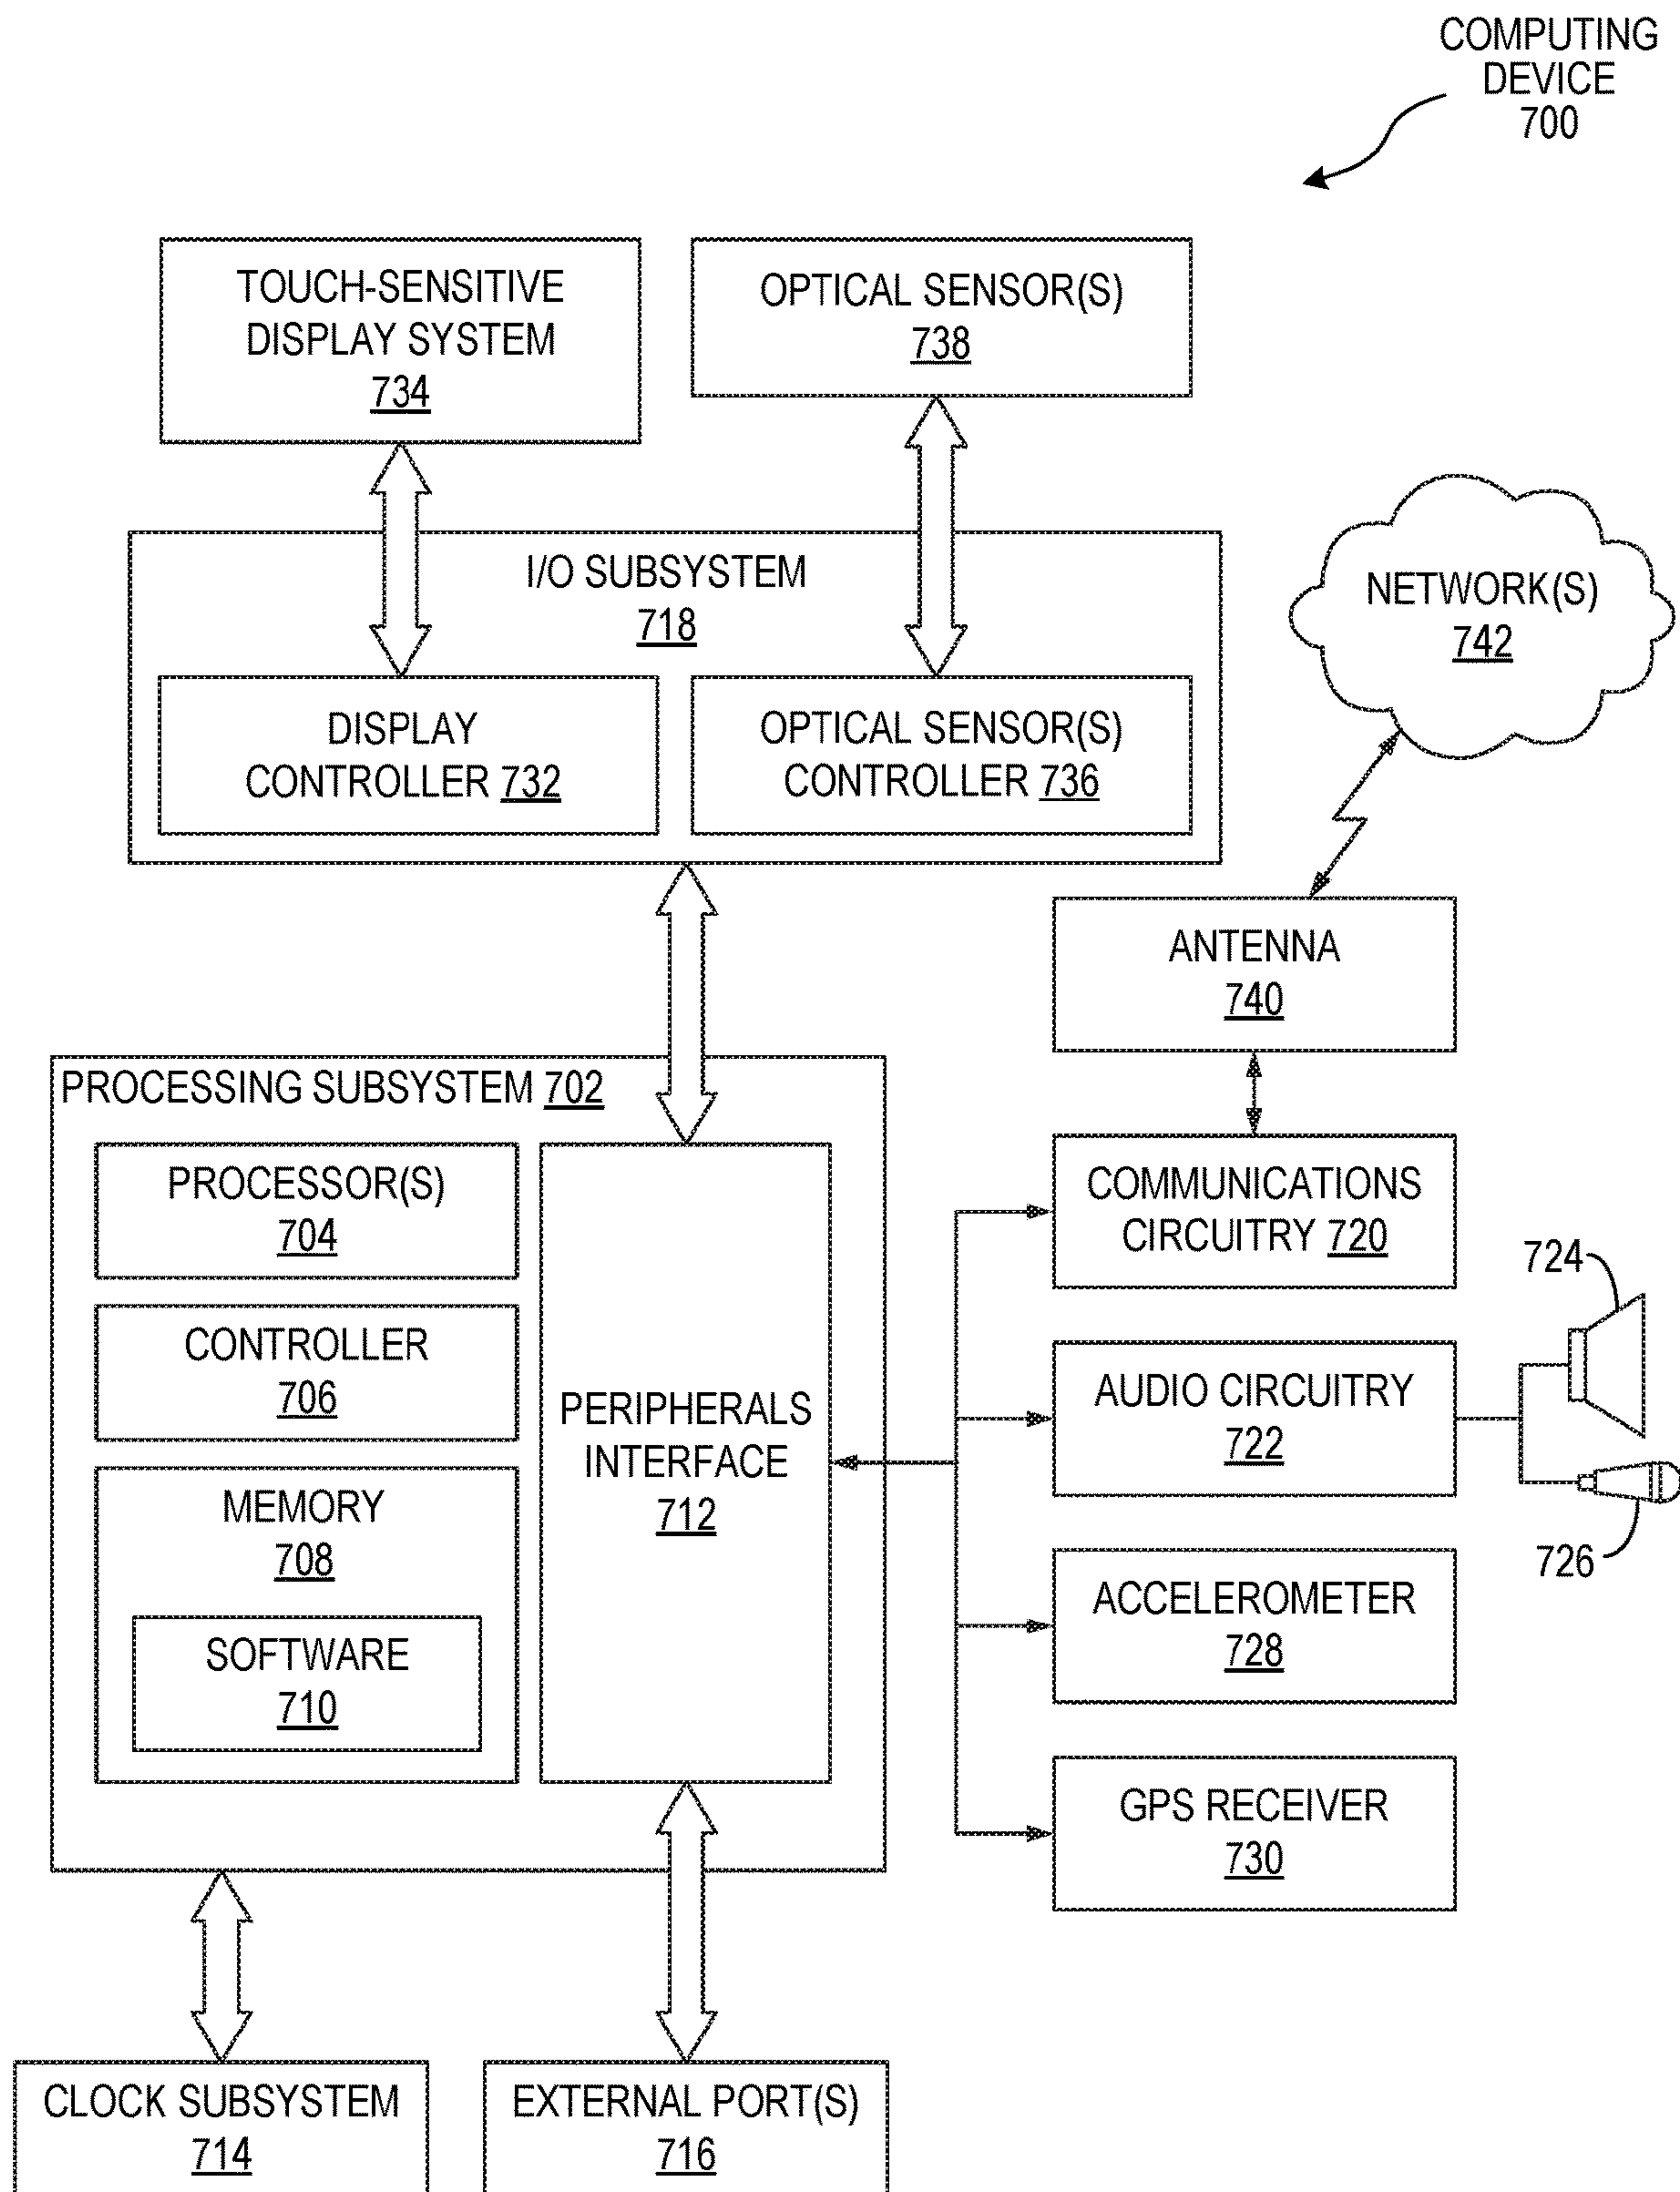 COMPUTING
DEVICE
700
TOUCH-SENSITIVE
DISPLAY SYSTEM
734
OPTICAL SENSOR(S)
738
I/O SUBSYSTEM
718
NETWORK(S)
742
DISPLAY
CONTROLLER 732
OPTICAL SENSOR(S)
CONTROLLER 736
ANTENNA
740
PROCESSING SUBSYSTEM 702
PROCESSOR(S)
704
CONTROLLER
706
MEMORY
708
SOFTWARE
710
PERIPHERALS
INTERFACE
712
COMMUNICATIONS
CIRCUITRY 720
724
AUDIO CIRCUITRY
722
726
ACCELEROMETER
728
GPS RECEIVER
730
CLOCK SUBSYSTEM
714
EXTERNAL PORT(S)
716